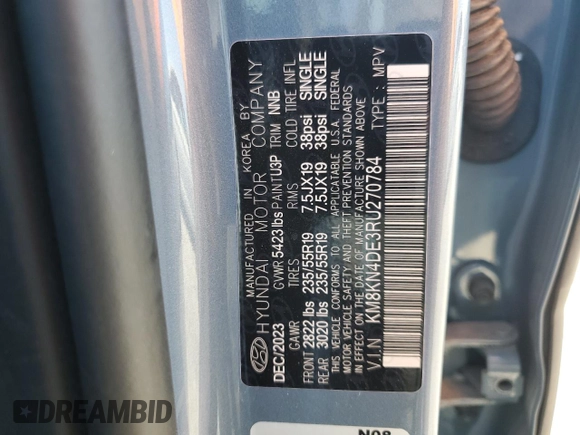 MANUFACTURED IN KOREA BY
HYUNDAI MOTOR COMPANY
DEC/2023 GVWR 5423 lbs PAINT U3P TRIM NNB
GAWR TIRES RIMS COLD TIRE INFL
FRONT 2822 lbs 235/55R19 7.5JX19 38psi SINGLE
REAR 3020 lbs 235/55R19 7.5JX19 38psi SINGLE
THIS VEHICLE CONFORMS TO ALL APPLICABLE U.S.A. FEDERAL
MOTOR VEHICLE SAFETY AND THEFT PREVENTION STANDARDS
IN EFFECT ON THE DATE OF MANUFACTURE SHOWN ABOVE
V.I.N : KM8KN4DE3RU270784 TYPE : MPV
N08
DREAMBID